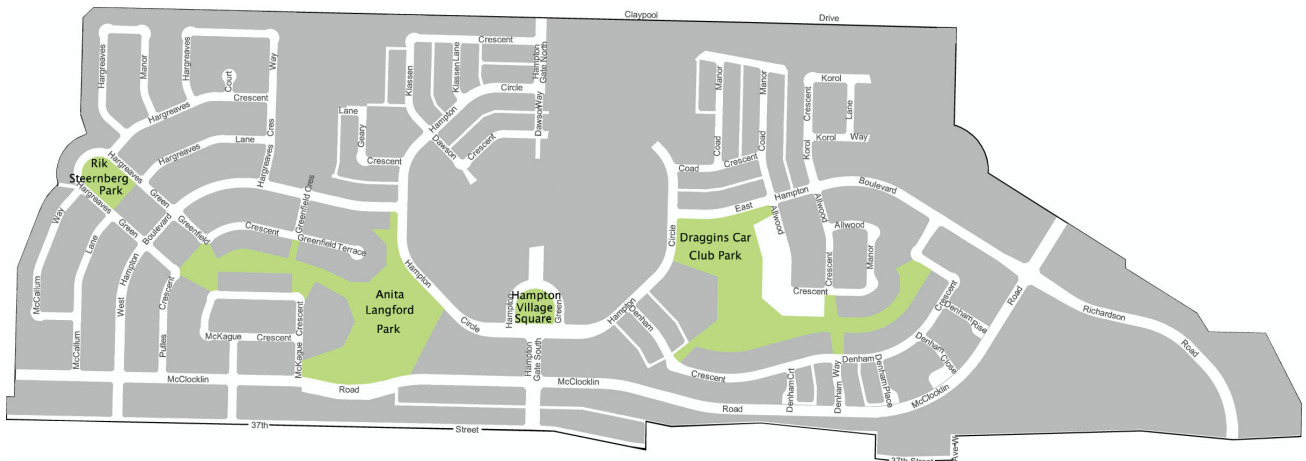 Claypool
Drive
Hargreaves
Manor
Hargreaves
Way
Court
Crescent
Hargreaves
Cres
Lane
Hargreaves
Hargreaves
Rik
Steernberg
Park
Hargreaves
Green
Hargreaves
Green
Way
McCallum
Lane
McCallum
Boulevard
Hampton
West
Greenfield
Crescent
Greenfield Cres
Greenfield Terrace
Crescent
Pulles
McKague
Crescent
Crescent
McKague
McClocklin
Road
37th
Street
Anita
Langford
Park
Crescent
Klassen
Klassen Lane
Hampton
Gate North
Circle
Hampton
Way
Dawson
Dawson
Crescent
Lane
Geary
Crescent
Hampton
Circle
Hampton
Green
Hampton
Village
Square
Hampton
Gate South
McClocklin
Road
Hampton
Circle
Denham
Crescent
Draggins Car
Club Park
East
Hampton
Boulevard
Coad
Crescent
Coad
Manor
Coad
Manor
Korol
Crescent
Korol
Lane
Korol
Way
Allwood
Allwood
Allwood
Crescent
Manor
Crescent
Crescent
Denham Rise
Denham
Close
Denham
Denham Place
Denham
Way
Denham Crt
McClocklin
Road
Richardson
Road
37th Street
Ave W